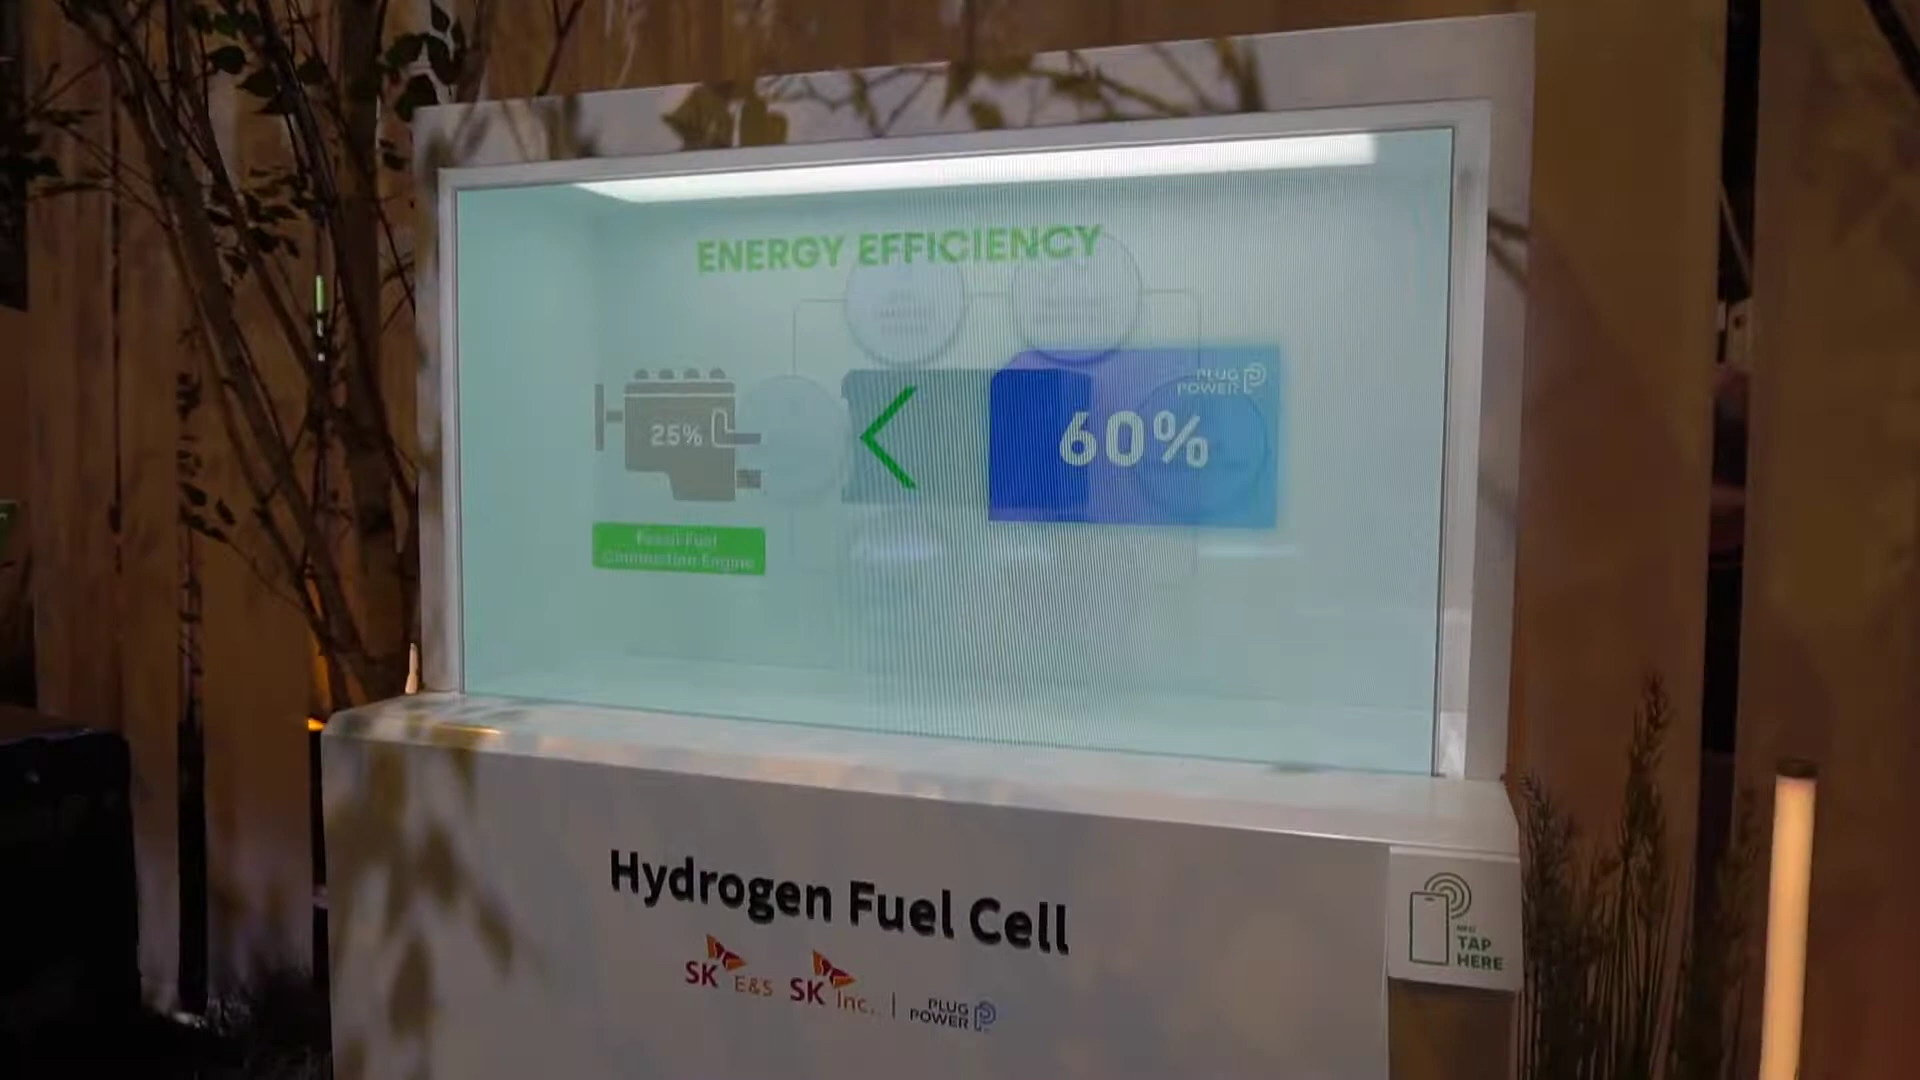 ENERGY EFFICIENCY
25%
PLUG
POWER
60%
Fossil Fuel
Combustion Engine
Hydrogen Fuel Cell
SK E&S SK Inc. | PLUG POWER
NFC
TAP
HERE